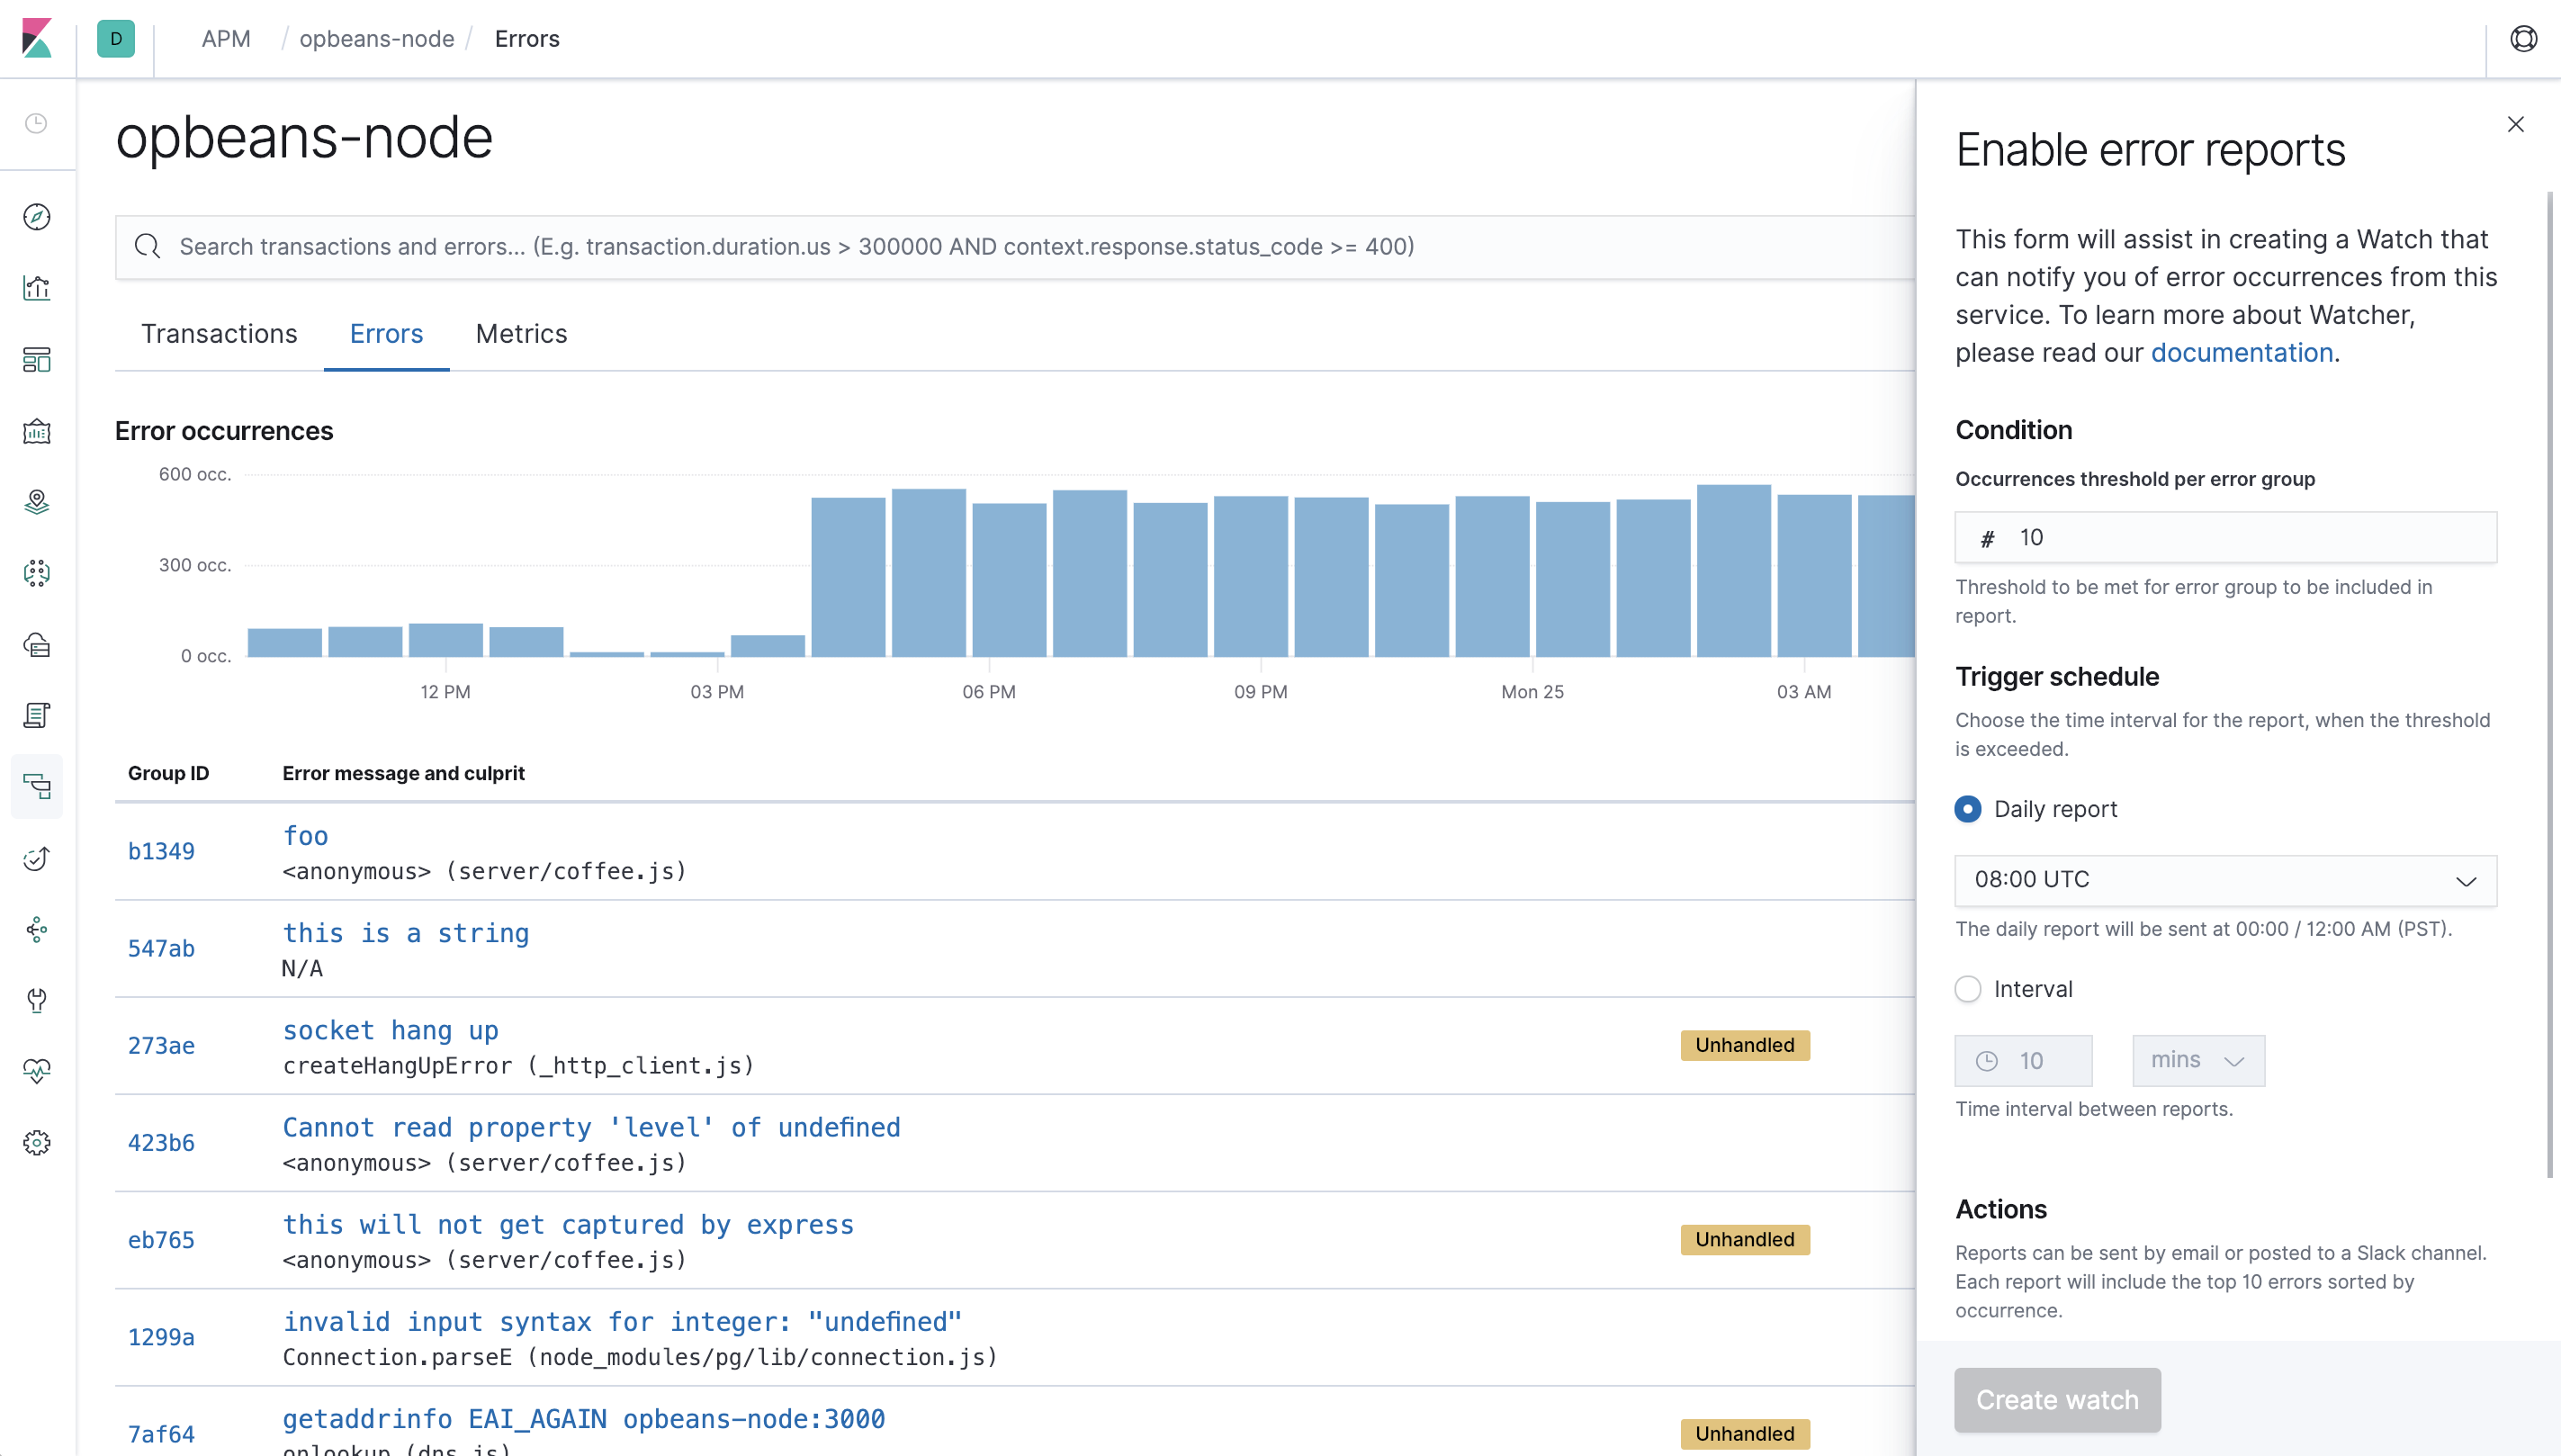 D
APM / opbeans-node / Errors
opbeans-node
Search transactions and errors... (E.g. transaction.duration.us > 300000 AND context.response.status_code >= 400)
Transactions Errors Metrics
Error occurrences
600 occ.
300 occ.
0 occ.
12 PM 03 PM 06 PM 09 PM Mon 25 03 AM
Group ID Error message and culprit
b1349
foo
<anonymous> (server/coffee.js)
547ab
this is a string
N/A
273ae
socket hang up
createHangUpError (_http_client.js)
Unhandled
423b6
Cannot read property 'level' of undefined
<anonymous> (server/coffee.js)
eb765
this will not get captured by express
<anonymous> (server/coffee.js)
Unhandled
1299a
invalid input syntax for integer: "undefined"
Connection.parseE (node_modules/pg/lib/connection.js)
7af64
getaddrinfo EAI_AGAIN opbeans-node:3000
onlookup (dns.js)
Unhandled
Enable error reports
This form will assist in creating a Watch that
can notify you of error occurrences from this
service. To learn more about Watcher,
please read our documentation.
Condition
Occurrences threshold per error group
# 10
Threshold to be met for error group to be included in
report.
Trigger schedule
Choose the time interval for the report, when the threshold
is exceeded.
Daily report
08:00 UTC
The daily report will be sent at 00:00 / 12:00 AM (PST).
Interval
10 mins
Time interval between reports.
Actions
Reports can be sent by email or posted to a Slack channel.
Each report will include the top 10 errors sorted by
occurrence.
Create watch